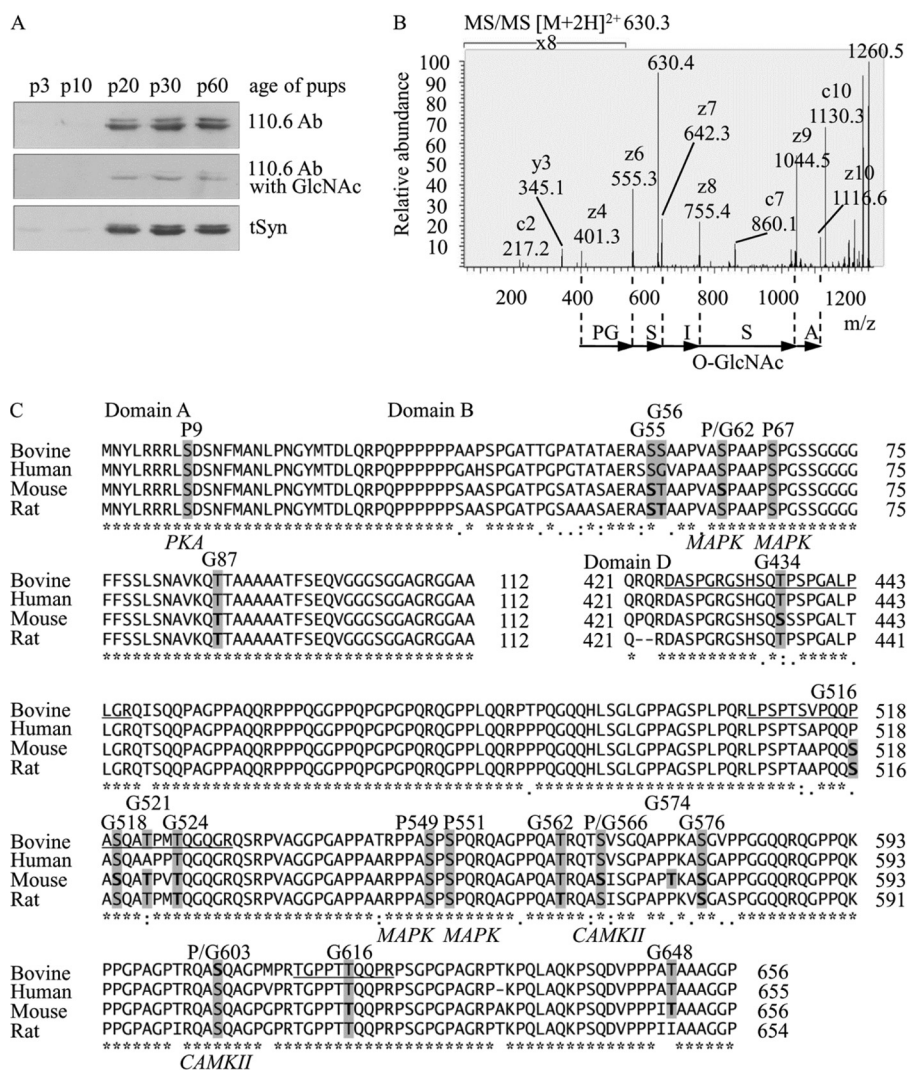 A
p3 p10 p20 p30 p60 age of pups
110.6 Ab
110.6 Ab
with GlcNAc
tSyn
B MS/MS [M+2H]2+ 630.3
x8
Relative abundance
100
90
80
70
60
50
40
30
20
10
c2
217.2
y3
345.1
z4
401.3
z6
555.3
630.4
z7
642.3
z8
755.4
c7
860.1
z9
1044.5
c10
1130.3
z10
1116.6
1260.5
200 400 600 800 1000 1200
m/z
PG S I S A
O-GlcNAc
C Domain A Domain B
P9 G55 G56 P/G62 P67
Bovine MNYLRRRLSDSNFMANLPNGYMTDLQRPQPPPPPPAAPSPGATTGPATATAERASSAAPVASPAAPSPGSSGGGG 75
Human MNYLRRRLSDSNFMANLPNGYMTDLQRPQPPPPPPGAHSPGATPGPGTATAERSSGVAPAASPAAPSPGSSGGGG 75
Mouse MNYLRRRLSDSNFMANLPNGYMTDLQRPQPPPPPPSAASPGATPGSATASAERASTAAPVASPAAPSPGSSGGGG 75
Rat MNYLRRRLSDSNFMANLPNGYMTDLQRPQPPPPPPSAASPGATPGSAAASAERASTAAPVASPAAPSPGSSGGGG 75
PKA MAPK MAPK
G87 Domain D G434
Bovine FFSSLSNAVKQTTAAAAATFSEQVGGGSGGAGRGGAA 112 421 QRQRDASPGRGSHSQTPSPGALP 443
Human FFSSLSNAVKQTTAAAAATFSEQVGGGSGGAGRGGAA 112 421 QRQRDASPGRGSHGQTPSPGALP 443
Mouse FFSSLSNAVKQTTAAAAATFSEQVGGGSGGAGRGGAA 112 421 QPQRDASPGRGSHSQSSSPGALT 443
Rat FFSSLSNAVKQTTAAAAATFSEQVGGGSGGAGRGGAA 112 421 Q--RDASPGRGSHSQTPSPGALP 441
G516
Bovine LGRQISQQPAGPPAQQRPPPQGGPPQPGPGPQRQGPPLQQRPTPQGQQHLSGLGPPAGSPLPQRLPSPTSVPQQP 518
Human LGRQTSQQPAGPPAQQRPPPQGGPPQPGPGPQRQGPPLQQRPPPQGQQHLSGLGPPAGSPLPQRLPSPTSAPQQP 518
Mouse LGRQTSQQPAGPPAQQRPPPQGGPPQPGPGPQRQGPPLQQRPPPQGQQHLSGLGPPAGSPLPQRLPSPTAAPQQS 518
Rat LGRQTSQQPAGPPAQQRPPPQGGPPQPGPGPQRQGPPLQQRPPPQGQQHLSGLGPPAGSPLPQRLPSPTAAPQQS 516
G518 G521 G524 P549 P551 G562 P/G566 G574 G576
Bovine ASQATPMTQGQGRQSRPVAGGPGAPPATRPPASPSPQRQAGPPQATRQTSVSGQAPPKASGVPPGGQQRQGPPQK 593
Human ASQAAPPTQGQGRQSRPVAGGPGAPPAARPPASPSPQRQAGPPQATRQTSVSGPAPPKASGAPPGGQQRQGPPQK 593
Mouse ASQATPVTQGQGRQSRPVAGGPGAPPAARPPASPSPQRQAGAPQATRQASISGPAPTKASGAPPGGQQRQGPPQK 593
Rat ASQATPMTQGQGRQSRPVAGGPGAPPAARPPASPSPQRQAGPPQATRQASISGPAPPKVSGASPGGQQRQGPPQK 591
MAPK MAPK CAMKII
P/G603 G616 G648
Bovine PPGPAGPTRQASQAGPMPRTGPPTTQQPRPSGPGPAGRPTKPQLAQKPSQDVPPPATAAAGGP 656
Human PPGPAGPTRQASQAGPVPRTGPPTTQQPRPSGPGPAGRP-KPQLAQKPSQDVPPPATAAAGGP 655
Mouse PPGPAGPTRQASQAGPGPRTGPPTTQQPRPSGPGPAGRPAKPQLAQKPSQDVPPPATAAAGGP 656
Rat PPGPAGPIRQASQAGPGPRTGPPTTQQPRPSGPGPAGRPTKPQLAQKPSQDVPPPIIAAAGGP 654
CAMKII